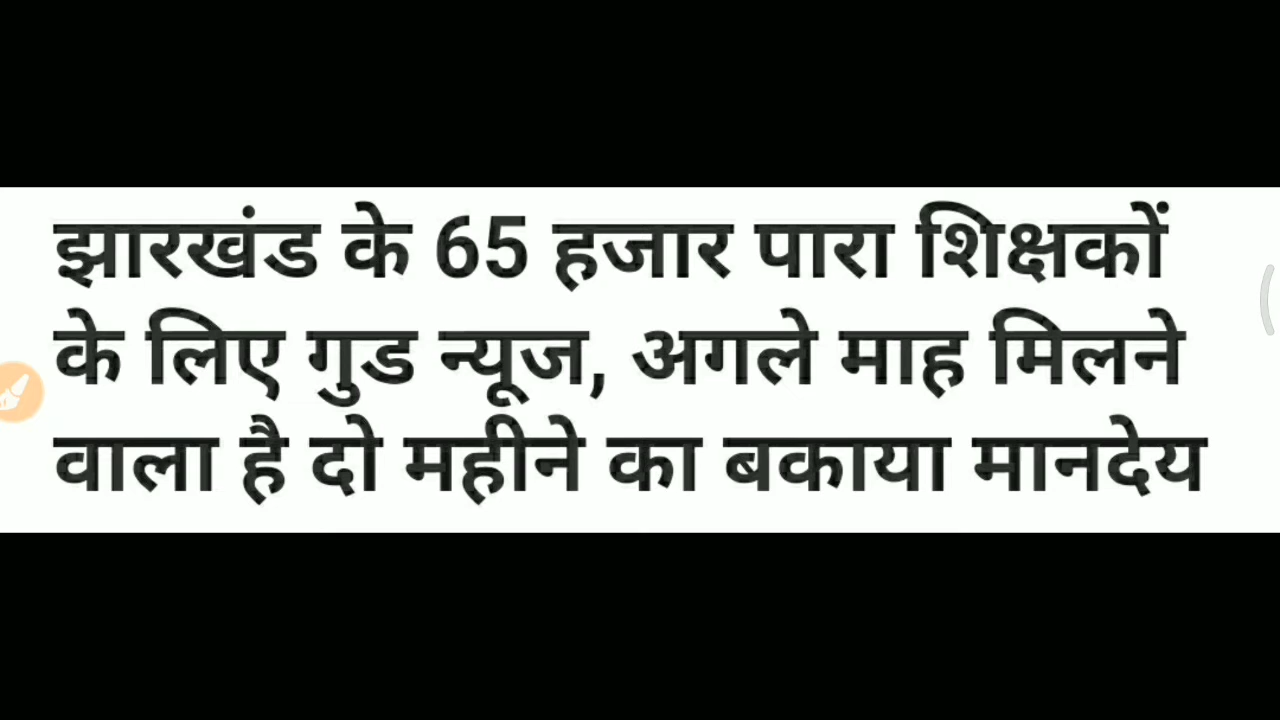 झारखंड के 65 हजार पारा शिक्षकों
के लिए गुड न्यूज, अगले माह मिलने
वाला है दो महीने का बकाया मानदेय